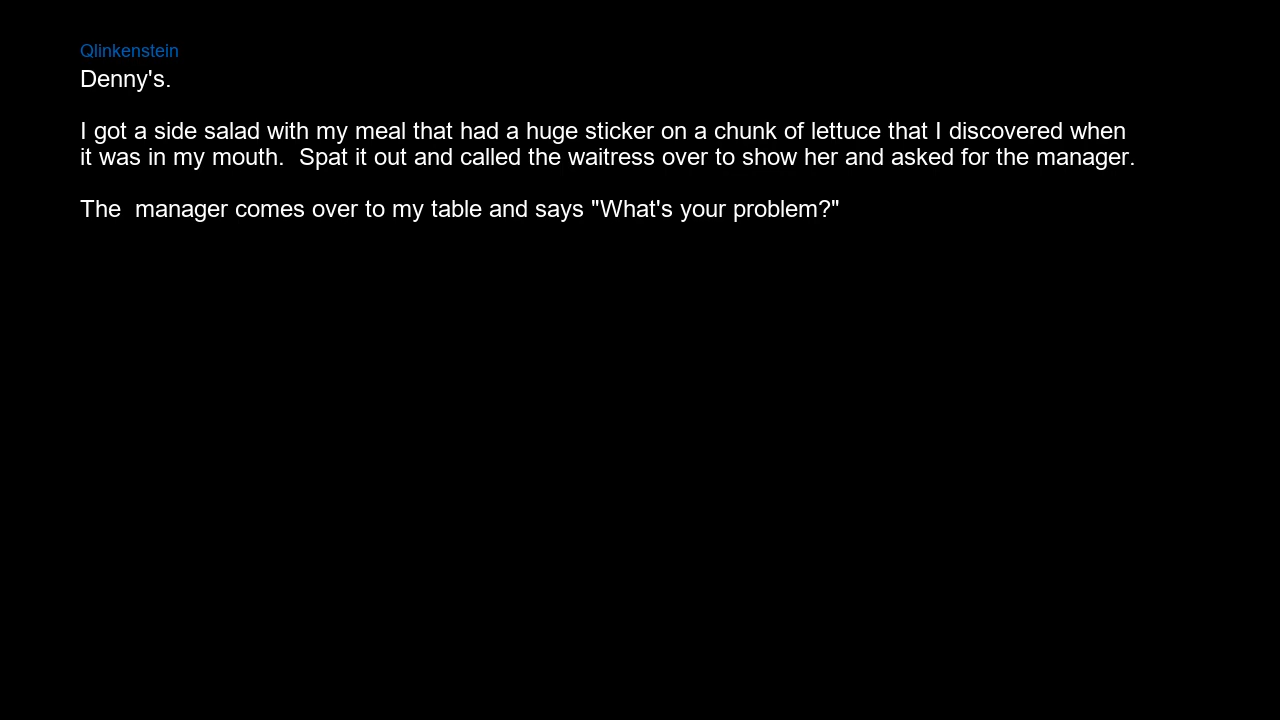 Qlinkenstein
Denny's.
I got a side salad with my meal that had a huge sticker on a chunk of lettuce that I discovered when
it was in my mouth.  Spat it out and called the waitress over to show her and asked for the manager.
The  manager comes over to my table and says "What's your problem?"